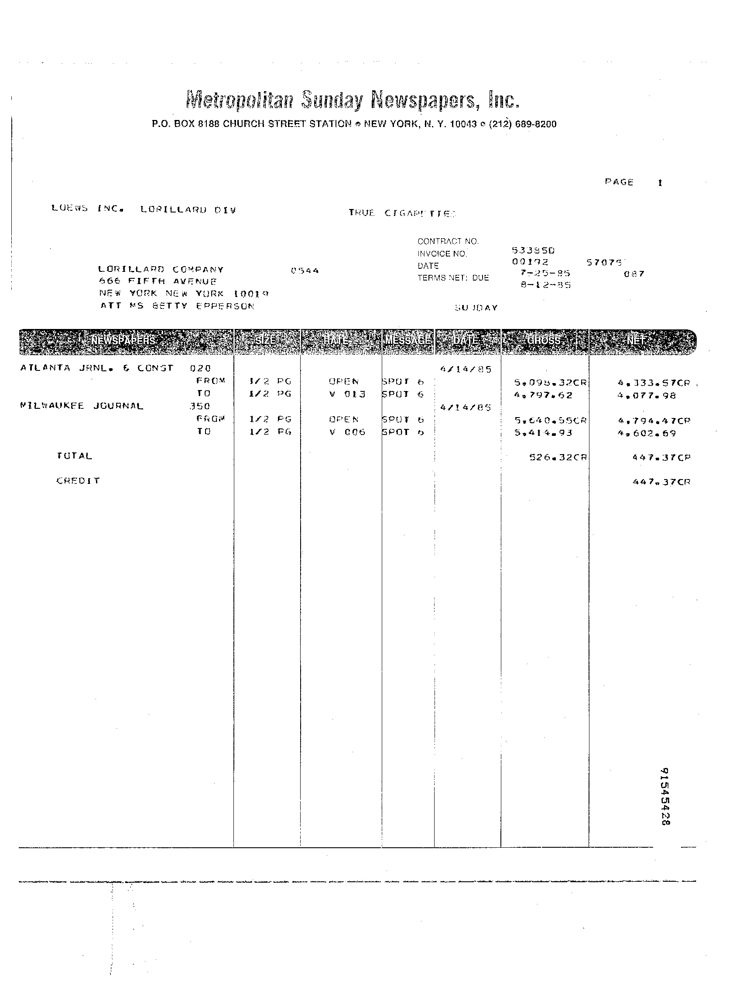 Metropolitan Sunday Newspapers, Inc.
P.O. BOX 8188 CHURCH STREET STATION • NEW YORK, N. Y. 10043 • (212) 689-8200
PAGE 1
LOEWS INC. LORILLARD DIV TRUE CIGARETTES
CONTRACT NO. 53385D
INVOICE NO. 00192 57075
LORILLARD COMPANY 0544 DATE 7-25-85 087
666 FIFTH AVENUE TERMS NET: DUE 8-12-85
NEW YORK NEW YORK 10019
ATT MS BETTY EPPERSON SUNDAY
NEWSPAPERS SIZE RATE MESSAGE DATE GROSS NET
ATLANTA JRNL. & CONST 020 4/14/85
FROM 1/2 PG OPEN SPOT 6 5,098.32CR 4,333.57CR
TO 1/2 PG V 013 SPOT 6 4,797.62 4,077.98
MILWAUKEE JOURNAL 350 4/14/85
FROM 1/2 PG OPEN SPOT 6 5,640.55CR 4,794.47CR
TO 1/2 PG V 006 SPOT 6 5,414.93 4,602.69
TOTAL 526.32CR 447.37CR
CREDIT 447.37CR
91545428